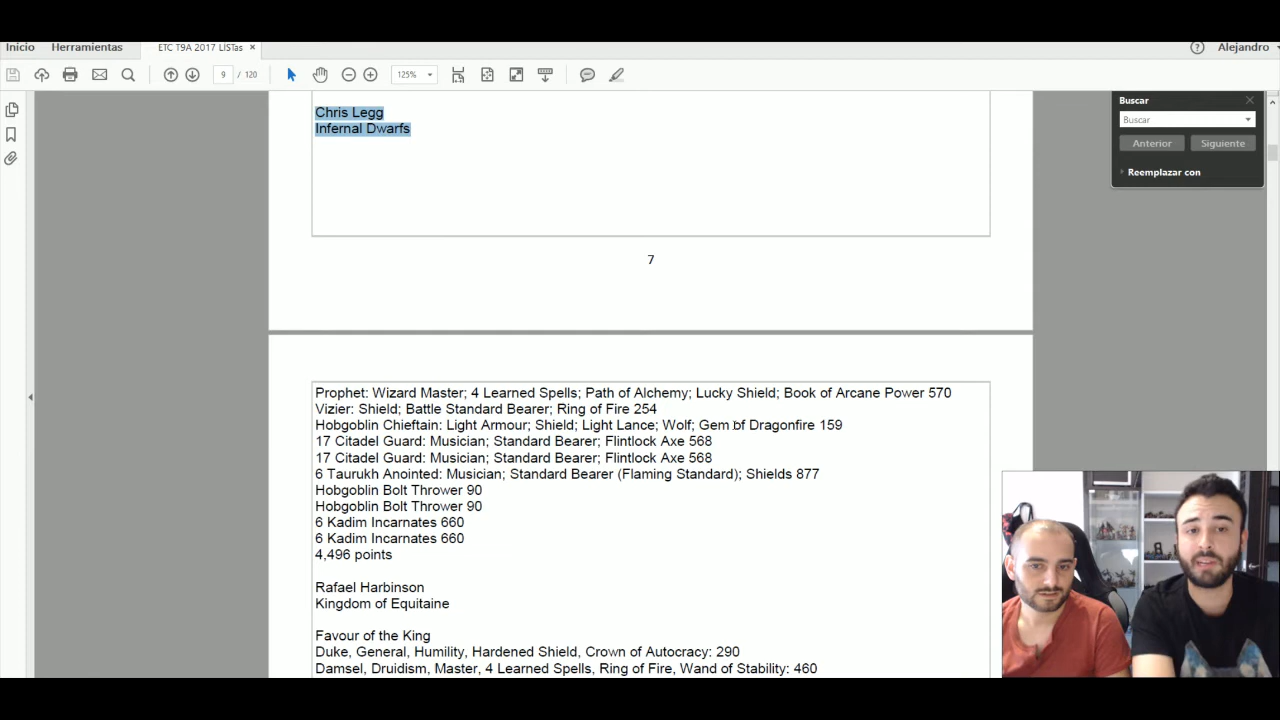 Inicio Herramientas ETC T9A 2017 LISTas × ? Alejandro
9 / 120 125%
Buscar
Buscar
Anterior Siguiente
Reemplazar con
Chris Legg
Infernal Dwarfs
7
Prophet: Wizard Master; 4 Learned Spells; Path of Alchemy; Lucky Shield; Book of Arcane Power 570
Vizier: Shield; Battle Standard Bearer; Ring of Fire 254
Hobgoblin Chieftain: Light Armour; Shield; Light Lance; Wolf; Gem of Dragonfire 159
17 Citadel Guard: Musician; Standard Bearer; Flintlock Axe 568
17 Citadel Guard: Musician; Standard Bearer; Flintlock Axe 568
6 Taurukh Anointed: Musician; Standard Bearer (Flaming Standard); Shields 877
Hobgoblin Bolt Thrower 90
Hobgoblin Bolt Thrower 90
6 Kadim Incarnates 660
6 Kadim Incarnates 660
4,496 points
Rafael Harbinson
Kingdom of Equitaine
Favour of the King
Duke, General, Humility, Hardened Shield, Crown of Autocracy: 290
Damsel, Druidism, Master, 4 Learned Spells, Ring of Fire, Wand of Stability: 460